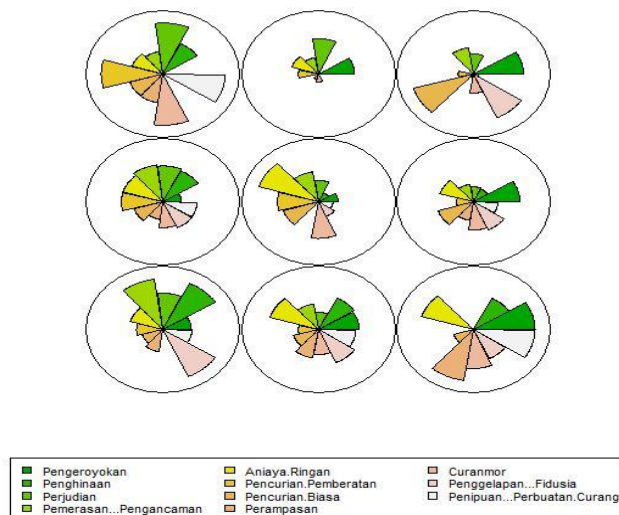 Pengeroyokan
Penghinaan
Perjudian
Pemerasan...Pengancaman
Aniaya.Ringan
Pencurian.Pemberatan
Pencurian.Biasa
Perampasan
Curanmor
Penggelapan...Fidusia
Penipuan...Perbuatan.Curang